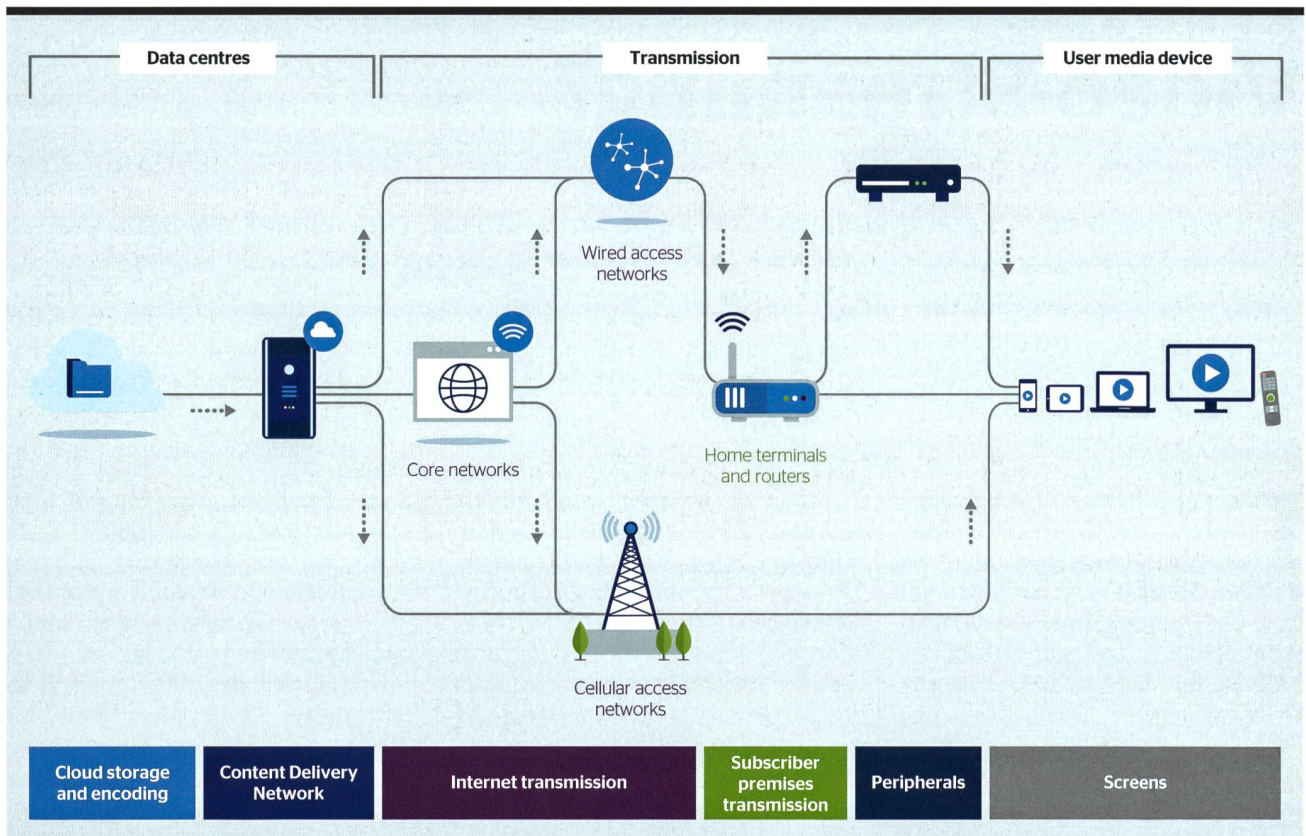 Data centres
Transmission
User media device
Wired access
networks
Core networks
Home terminals
and routers
Cellular access
networks
Cloud storage
and encoding
Content Delivery
Network
Internet transmission
Subscriber
premises
transmission
Peripherals
Screens